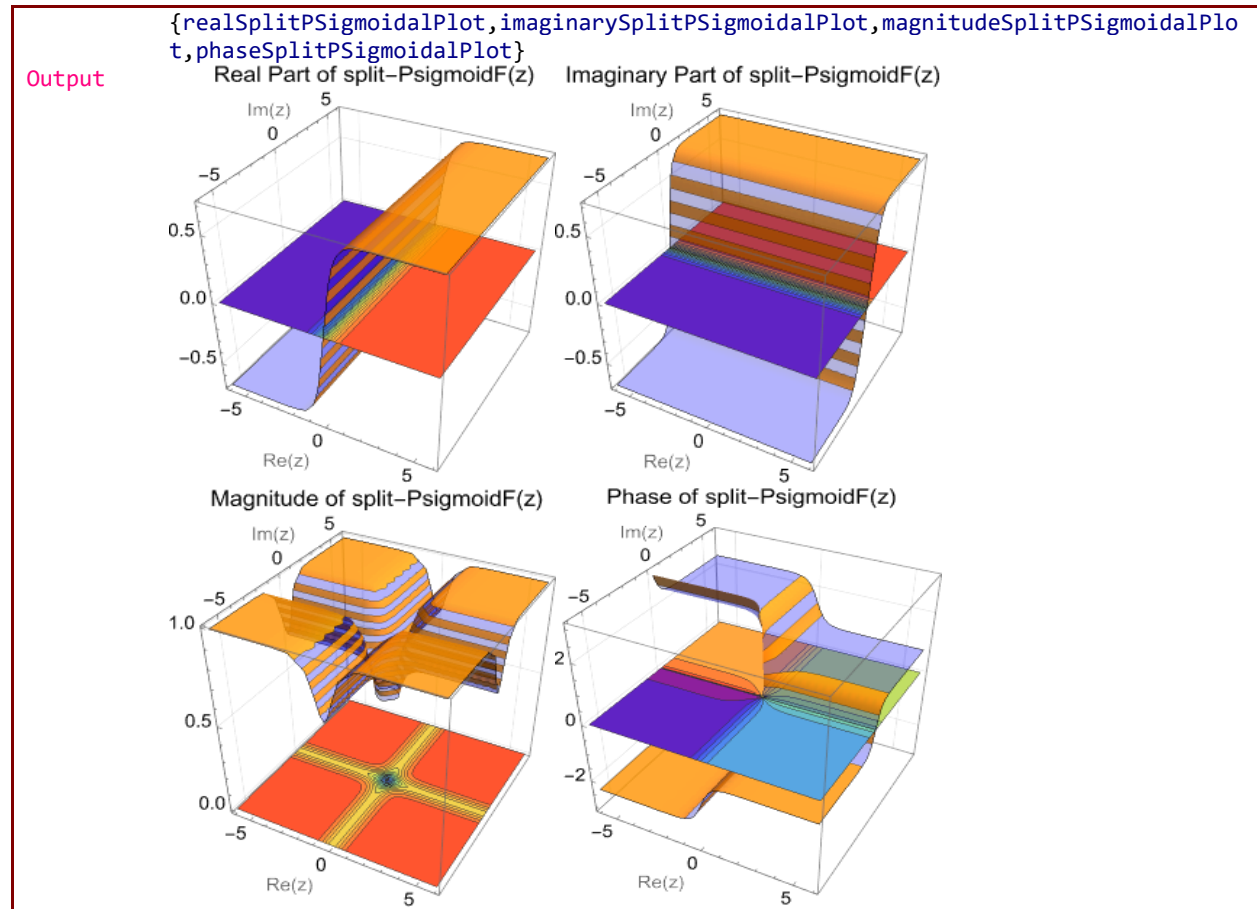 {realSplitPSigmoidalPlot,imaginarySplitPSigmoidalPlot,magnitudeSplitPSigmoidalPlo
t,phaseSplitPSigmoidalPlot}
Output
Real Part of split−PsigmoidF(z)
Im(z)
5
0
−5
0.5
0.0
−0.5
−5
0
5
Re(z)
Imaginary Part of split−PsigmoidF(z)
Im(z)
5
0
−5
0.5
0.0
−0.5
−5
0
5
Re(z)
Magnitude of split−PsigmoidF(z)
Im(z)
5
0
−5
1.0
0.5
0.0
−5
0
5
Re(z)
Phase of split−PsigmoidF(z)
Im(z)
5
0
−5
2
0
−2
−5
0
5
Re(z)